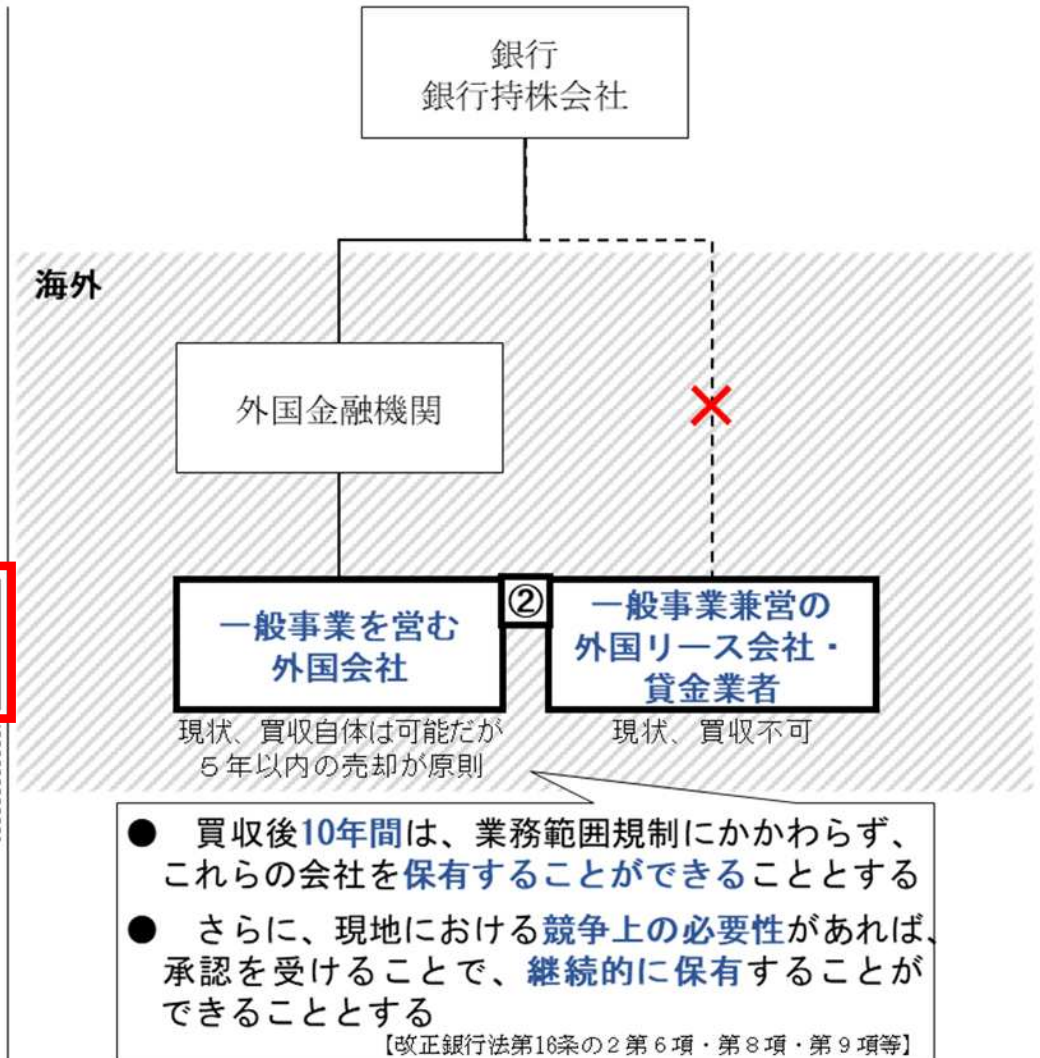 銀行
銀行持株会社
海外
外国金融機関
一般事業を営む
外国会社
②
一般事業兼営の
外国リース会社・
貸金業者
現状、買収自体は可能だが
５年以内の売却が原則
現状、買収不可
● 買収後10年間は、業務範囲規制にかかわらず、
これらの会社を保有することができることとする
● さらに、現地における競争上の必要性があれば、
承認を受けることで、継続的に保有することが
できることとする
【改正銀行法第16条の２第６項・第８項・第９項等】